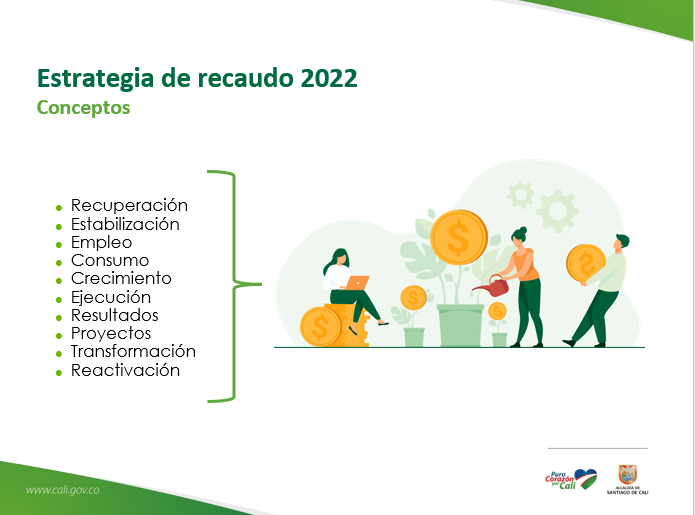 Estrategia de recaudo 2022
Conceptos
Recuperación
Estabilización
Empleo
Consumo
Crecimiento
Ejecución
Resultados
Proyectos
Transformación
Reactivación
www.cali.gov.co
Puro
Corazón
por
Cali
ALCALDÍA DE
SANTIAGO DE CALI